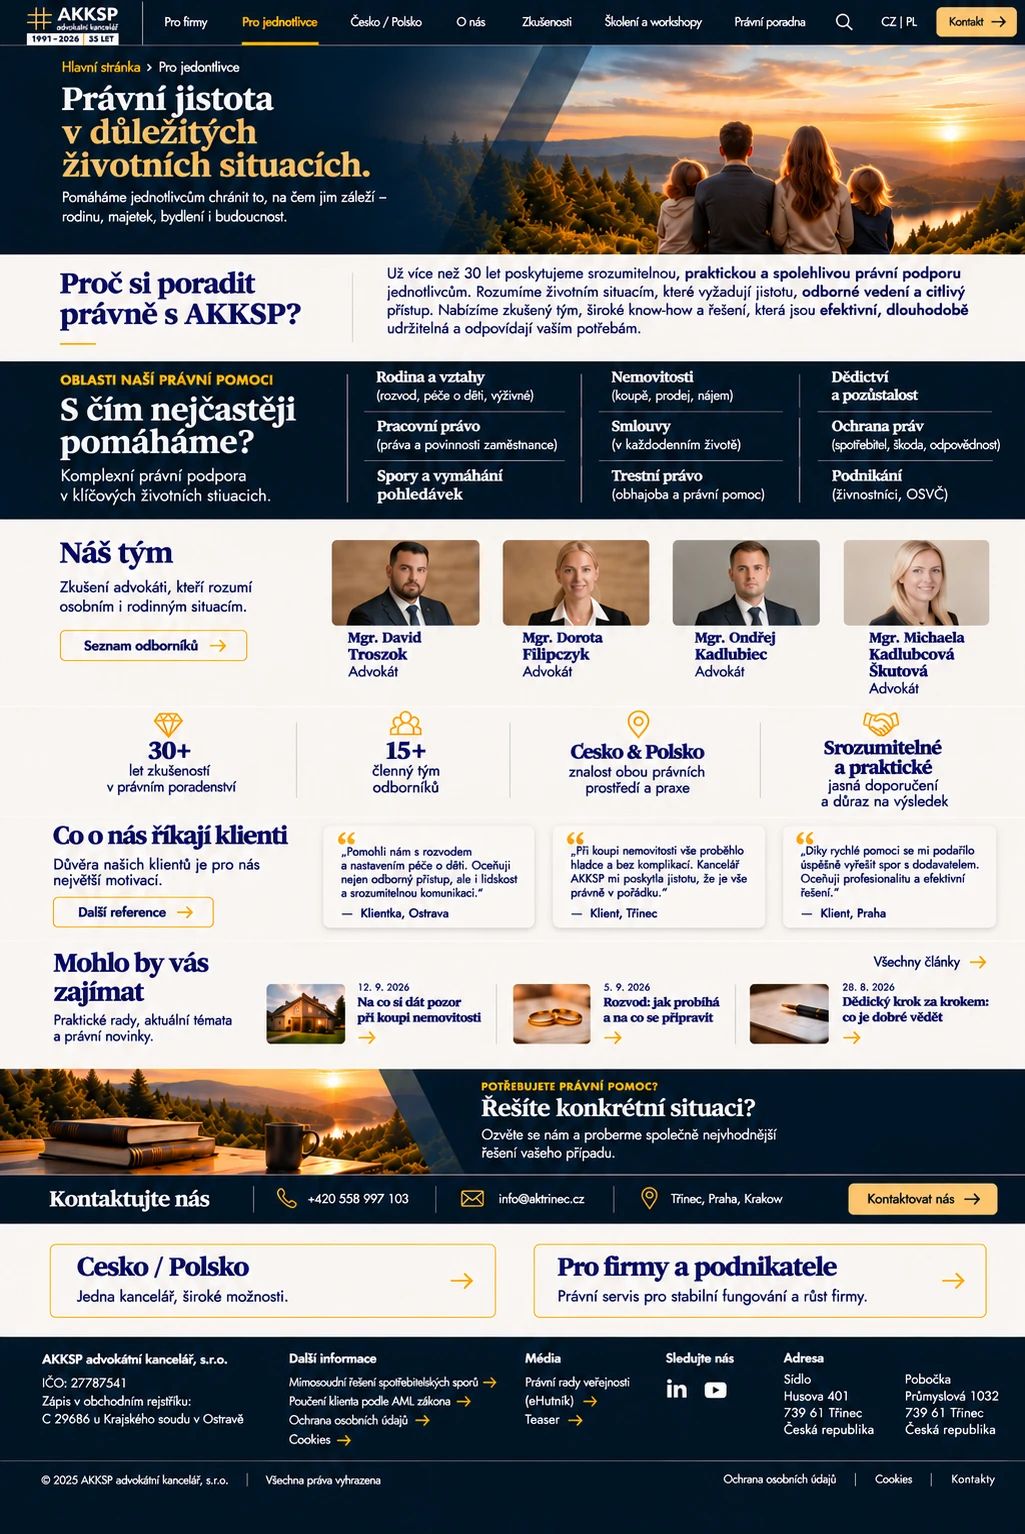 AKKSP
advokátní kancelář
1991–2026 | 35 LET
Pro firmy
Pro jednotlivce
Česko / Polsko
O nás
Zkušenosti
Školení a workshopy
Právní poradna
CZ | PL
Kontakt →
Hlavní stránka › Pro jedontlivce
Právní jistota
v důležitých
životních situacích.
Pomáháme jednotlivcům chránit to, na čem jim záleží –
rodinu, majetek, bydlení i budoucnost.
Proč si poradit
právně s AKKSP?
Už více než 30 let poskytujeme srozumitelnou, praktickou a spolehlivou právní podporu
jednotlivcům. Rozumíme životním situacím, které vyžadují jistotu, odborné vedení a citlivý
přístup. Nabízíme zkušený tým, široké know-how a řešení, která jsou efektivní, dlouhodobě
udržitelná a odpovídají vaším potřebám.
OBLASTI NAŠÍ PRÁVNÍ POMOCI
S čím nejčastěji
pomáháme?
Komplexní právní podpora
v klíčových životních stiuacich.
Rodina a vztahy
(rozvod, péče o děti, výživné)
Nemovitosti
(koupě, prodej, nájem)
Dědictví
a pozůstalost
Pracovní právo
(práva a povinnosti zaměstnance)
Smlouvy
(v každodenním životě)
Ochrana práv
(spotřebitel, škoda, odpovědnost)
Spory a vymáhání
pohledávek
Trestní právo
(obhajoba a právní pomoc)
Podnikání
(živnostníci, OSVČ)
Náš tým
Zkušení advokáti, kteří rozumí
osobním i rodinným situacím.
Seznam odborníků →
Mgr. David
Troszok
Advokát
Mgr. Dorota
Filipczyk
Advokát
Mgr. Ondřej
Kadlubiec
Advokát
Mgr. Michaela
Kadlubcová
Škutová
Advokát
30+
let zkušeností
v právním poradenství
15+
členný tým
odborníků
Cesko & Polsko
znalost obou právních
prostředí a praxe
Srozumitelné
a praktické
jasná doporučení
a důraz na výsledek
Co o nás říkají klienti
Důvěra našich klientů je pro nás
největší motivací.
Další reference →
„Pomohli nám s rozvodem
a nastavením péče o děti. Oceňuji
nejen odborný přístup, ale i lidskost
a srozumitelnou komunikaci.“
— Klientka, Ostrava
„Při koupi nemovitosti vše proběhlo
hladce a bez komplikací. Kancelář
AKKSP mi poskytla jistotu, že je vše
právně v pořádku.“
— Klient, Třinec
„Díky rychlé pomoci se mi podařilo
úspěšně vyřešit spor s dodavatelem.
Oceňuji profesionalitu a efektivní
řešení.“
— Klient, Praha
Mohlo by vás
zajímat
Praktické rady, aktuální témata
a právní novinky.
Všechny články →
12. 9. 2026
Na co si dát pozor
při koupi nemovitosti
→
5. 9. 2026
Rozvod: jak probíhá
a na co se připravit
→
28. 8. 2026
Dědický krok za krokem:
co je dobré vědět
→
POTŘEBUJETE PRÁVNÍ POMOC?
Řešíte konkrétní situaci?
Ozvěte se nám a proberme společně nejvhodnější
řešení vašeho případu.
Kontaktujte nás
+420 558 997 103
info@aktrinec.cz
Třinec, Praha, Krakow
Kontaktovat nás →
Cesko / Polsko
Jedna kancelář, široké možnosti.
→
Pro firmy a podnikatele
Právní servis pro stabilní fungování a růst firmy.
→
AKKSP advokátní kancelář, s.r.o.
IČO: 27787541
Zápis v obchodním rejstříku:
C 29686 u Krajského soudu v Ostravě
Další informace
Mimosoudní řešení spotřebitelských sporů →
Poučení klienta podle AML zákona →
Ochrana osobních údajů →
Cookies →
Média
Právní rady veřejnosti
(eHutník) →
Teaser →
Sledujte nás
in
Adresa
Sídlo
Husova 401
739 61 Třinec
Česká republika
Pobočka
Průmyslová 1032
739 61 Třinec
Česká republika
© 2025 AKKSP advokátní kancelář, s.r.o.
Všechna práva vyhrazena
Ochrana osobních údajů
Cookies
Kontakty